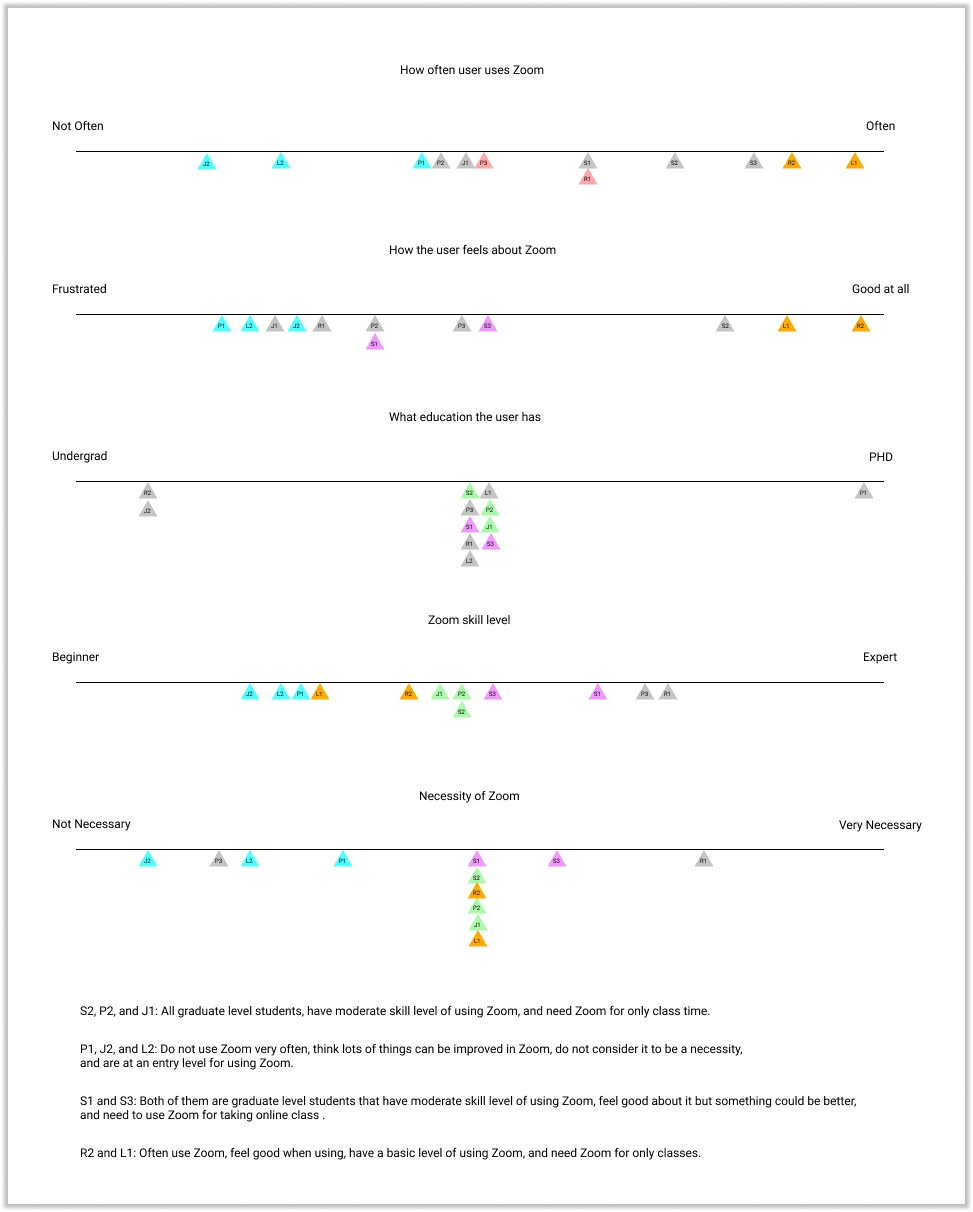 How often user uses Zoom
Not Often Often
J2 L2 P1 P2 J1 P3 S1 S2 S3 R2 L1
R1
How the user feels about Zoom
Frustrated Good at all
P1 L2 J1 J2 R1 P2 P3 S3 S2 L1 R2
S1
What education the user has
Undergrad PHD
R2 S2 L1 P1
J2 P3 P2
S1 J1
R1 S3
L2
Zoom skill level
Beginner Expert
J2 L2 P1 L1 R2 J1 P2 S3 S1 P3 R1
S2
Necessity of Zoom
Not Necessary Very Necessary
J2 P3 L2 P1 S1 S3 R1
S2
R2
P2
J1
L1
S2, P2, and J1: All graduate level students, have moderate skill level of using Zoom, and need Zoom for only class time.
P1, J2, and L2: Do not use Zoom very often, think lots of things can be improved in Zoom, do not consider it to be a necessity,
and are at an entry level for using Zoom.
S1 and S3: Both of them are graduate level students that have moderate skill level of using Zoom, feel good about it but something could be better,
and need to use Zoom for taking online class .
R2 and L1: Often use Zoom, feel good when using, have a basic level of using Zoom, and need Zoom for only classes.